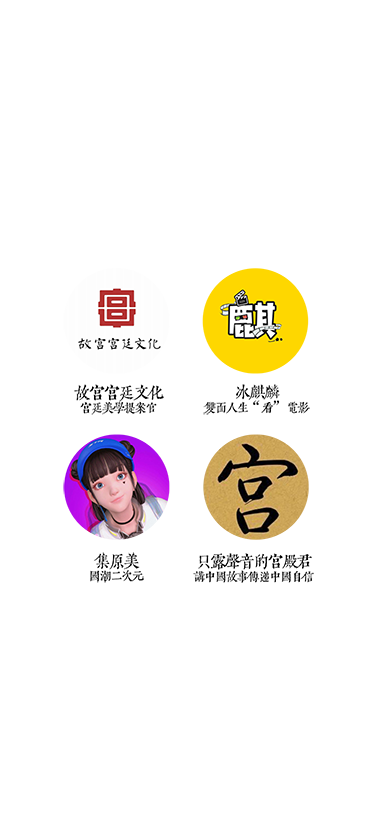 故宮宮廷文化
麒
故宮宮廷文化
宮廷美學提案官
冰麒麟
雙面人生“看”電影
宮
集原美
國潮二次元
只露聲音的宮殿君
講中國故事傳遞中國自信